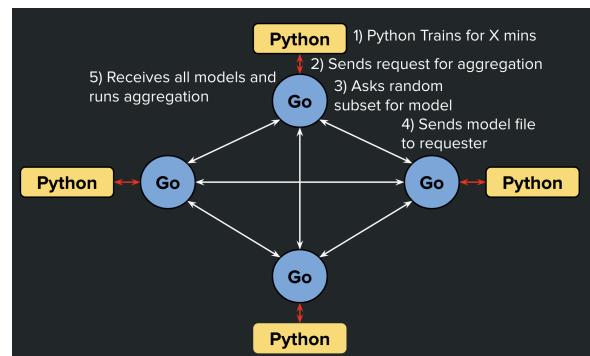 Python
1) Python Trains for X mins
2) Sends request for aggregation
5) Receives all models and
runs aggregation
3) Asks random
subset for model
Go
4) Sends model file
to requester
Python
Go
Go
Python
Go
Python